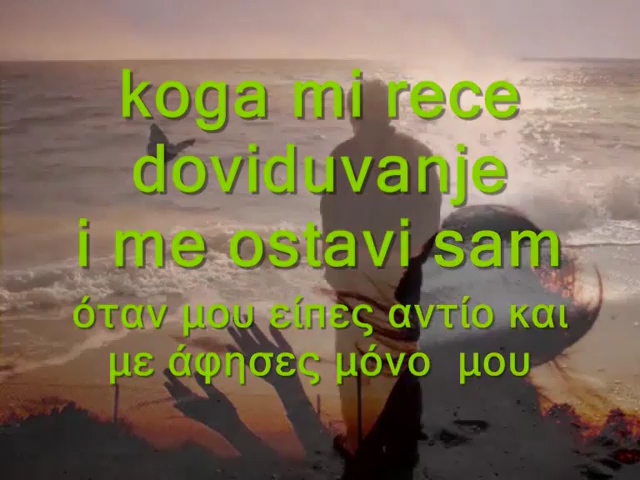 koga mi rece
doviduvanje
i me ostavi sam
όταν μου είπες αντίο και
με άφησες μόνο μου